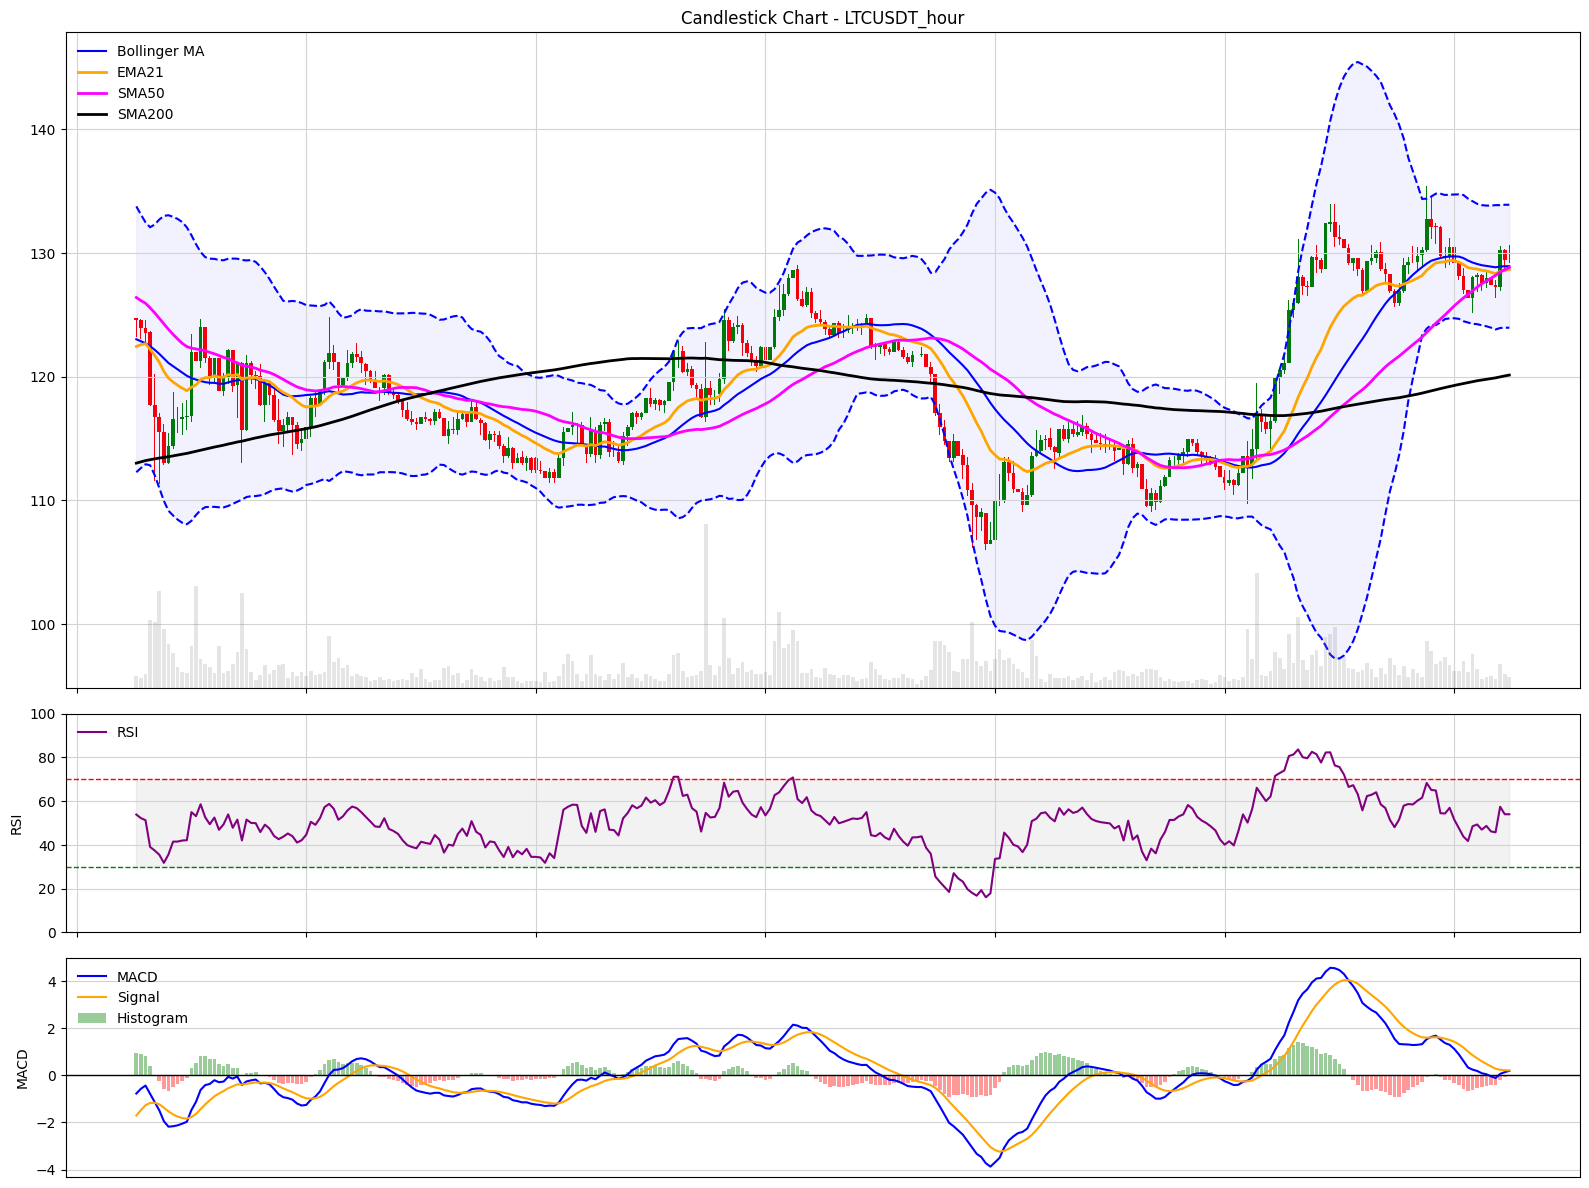 Candlestick Chart - LTCUSDT_hour
Bollinger MA
EMA21
SMA50
SMA200
140
130
120
110
100
RSI
100
80
60
40
20
0
RSI
MACD
Signal
Histogram
4
2
0
−2
−4
MACD